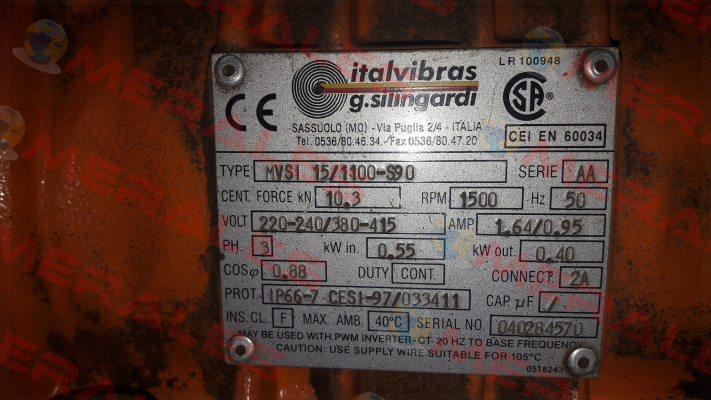 italvibras
g.silingardi
LR 100948
CE
SA
SASSUOLO (MO) - Via Puglia 2/4 - ITALIA
Tel. 0536/80.46.34. - Fax 0536/80.47.20
CEI EN 60034
TYPE MVSI 15/1100-S90 SERIE AA
CENT. FORCE kN 10.3 RPM 1500 Hz 50
VOLT 220-240/380-415 AMP 1.64/0.95
PH. 3 kW in. 0.55 kW out. 0.40
COSφ 0.88 DUTY CONT. CONNECT. 2A
PROT. IP66-7 CESI-97/033411 CAP. µF /
INS.CL. F MAX. AMB. 40°C SERIAL NO. 040284570
MAY BE USED WITH PWM INVERTER-CT-20 HZ TO BASE FREQUENCY
CAUTION: USE SUPPLY WIRE SUITABLE FOR 105°C
0518243